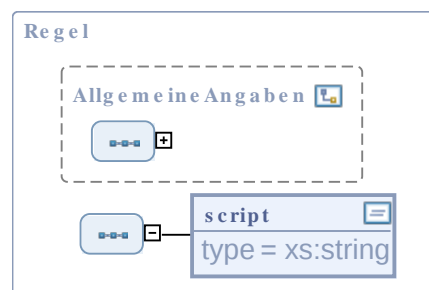 Regel
AllgemeineAngaben
script
type = xs:string